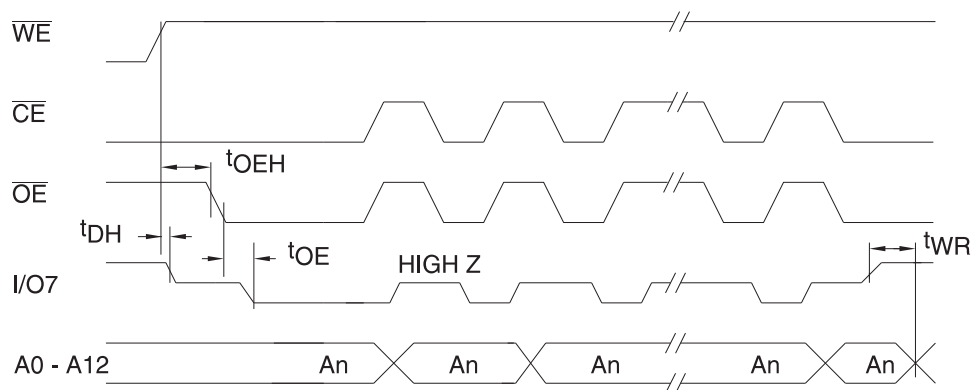 WE
CE
tOEH
OE
tDH
tOE
HIGH Z
tWR
I/O7
A0 - A12
An An An An An